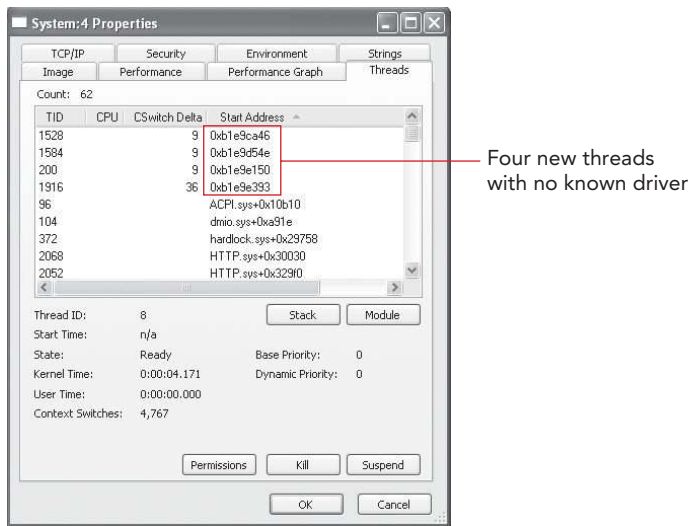 System:4 Properties
TCP/IP Security Environment Strings
Image Performance Performance Graph Threads
Count: 62
TID CPU CSwitch Delta Start Address
1528 9 0xb1e9ca46
1584 9 0xb1e9d54e
200 9 0xb1e9e150
1916 36 0xb1e9e393
96 ACPI.sys+0x10b10
104 dmio.sys+0xa91e
372 hardlock.sys+0x29758
2068 HTTP.sys+0x30030
2052 HTTP.sys+0x329f0
Four new threads
with no known driver
Thread ID: 8 Stack Module
Start Time: n/a
State: Ready Base Priority: 0
Kernel Time: 0:00:04.171 Dynamic Priority: 0
User Time: 0:00:00.000
Context Switches: 4,767
Permissions Kill Suspend
OK Cancel